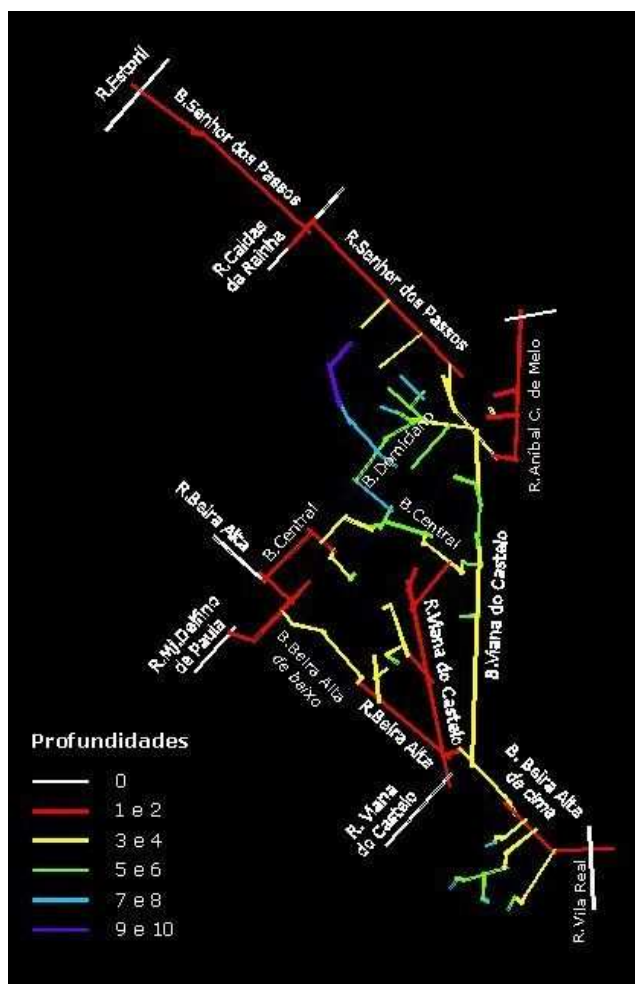 R.Estoril
B.Senhor dos Passos
R.Caldas
da Rainha
R.Senhor dos Passos
R.Aníbal C. de Melo
B.Domiciano
R.Beira Alta
B.Central
B.Central
B.Viana do Castelo
R.Mj.Delfino
de Paula
B.Beira Alta
de baixo
R.Viana do Castelo
R.Beira Alta
R. Viana
do Castelo
B. Beira Alta
de cima
R.Vila Real
Profundidades
0
1 e 2
3 e 4
5 e 6
7 e 8
9 e 10